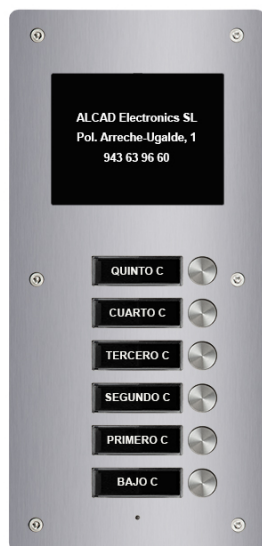 ALCAD Electronics SL
Pol. Arreche-Ugalde, 1
943 63 96 60
QUINTO C
CUARTO C
TERCERO C
SEGUNDO C
PRIMERO C
BAJO C